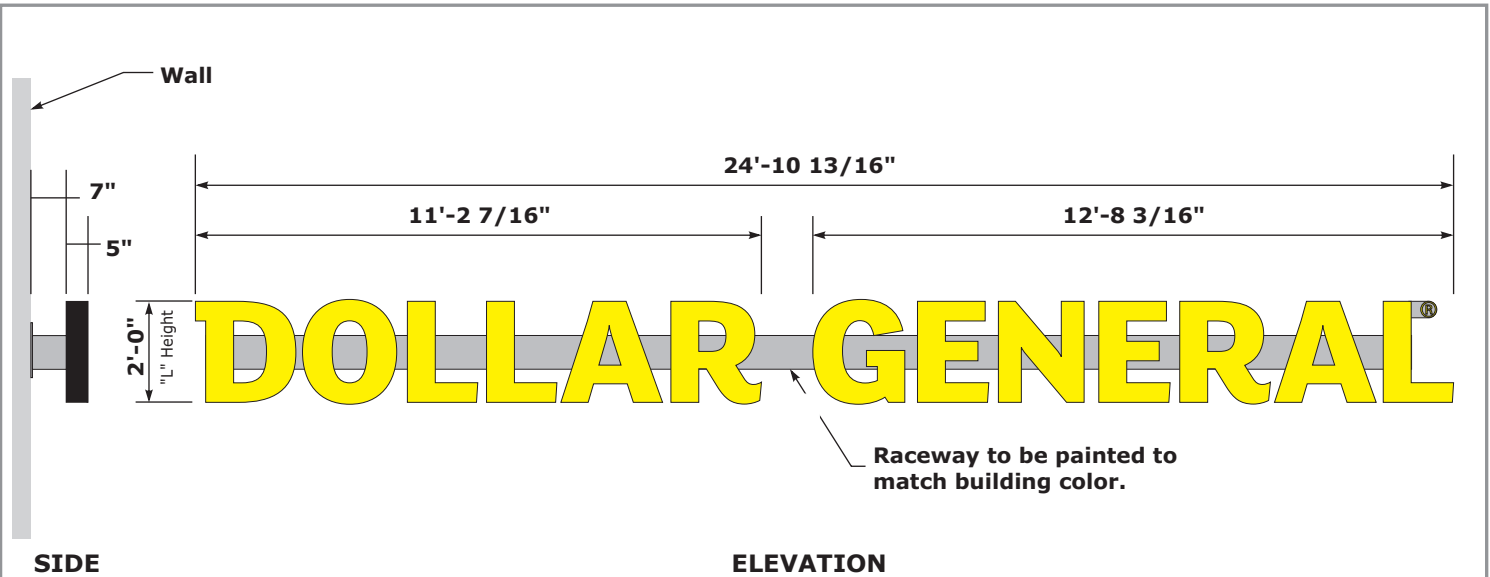 Wall
24'-10 13/16"
7"
11'-2 7/16"
12'-8 3/16"
5"
2'-0"
"L" Height
DOLLAR GENERAL®
Raceway to be painted to
match building color.
SIDE
ELEVATION